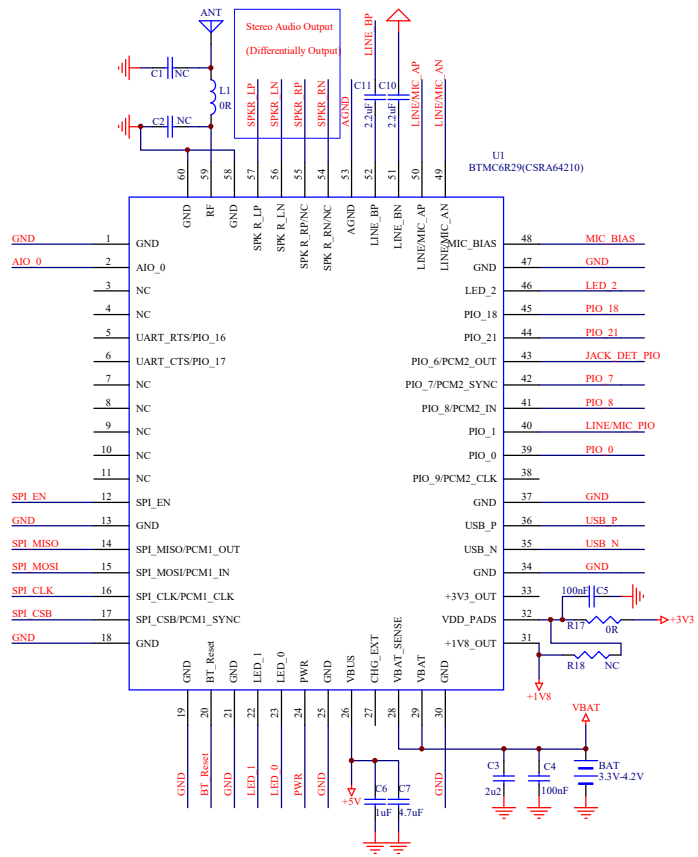 ANT
Stereo Audio Output
(Differentially Output)
C1 NC
L1
0R
C2 NC
SPKR_LP
SPKR_LN
SPKR_RP
SPKR_RN
AGND
LINE_BP
C11
2.2uF
C10
2.2uF
LINE/MIC_AP
LINE/MIC_AN
U1
BTMC6R29(CSRA64210)
60
59
58
57
56
55
54
53
52
51
50
49
GND
RF
GND
SPK R_LP
SPK R_LN
SPK R_RP/NC
SPK R_RN/NC
AGND
LINE_BP
LINE_BN
LINE/MIC_AP
LINE/MIC_AN
GND 1 GND
AIO_0 2 AIO_0
3 NC
4 NC
5 UART_RTS/PIO_16
6 UART_CTS/PIO_17
7 NC
8 NC
9 NC
10 NC
11 NC
SPI_EN 12 SPI_EN
GND 13 GND
SPI_MISO 14 SPI_MISO/PCM1_OUT
SPI_MOSI 15 SPI_MOSI/PCM1_IN
SPI_CLK 16 SPI_CLK/PCM1_CLK
SPI_CSB 17 SPI_CSB/PCM1_SYNC
GND 18 GND
MIC_BIAS 48 MIC_BIAS
GND 47 GND
LED_2 46 LED_2
PIO_18 45 PIO_18
PIO_21 44 PIO_21
PIO_6/PCM2_OUT 43 JACK_DET_PIO
PIO_7/PCM2_SYNC 42 PIO_7
PIO_8/PCM2_IN 41 PIO_8
PIO_1 40 LINE/MIC_PIO
PIO_0 39 PIO_0
PIO_9/PCM2_CLK 38
GND 37 GND
USB_P 36 USB_P
USB_N 35 USB_N
GND 34 GND
+3V3_OUT 33
VDD_PADS 32
+1V8_OUT 31
100nF C5
R17 0R
+3V3
R18 NC
+1V8
GND
BT_Reset
GND
LED_1
LED_0
PWR
GND
VBUS
CHG_EXT
VBAT_SENSE
VBAT
GND
19
20
21
22
23
24
25
26
27
28
29
30
GND
BT_Reset
GND
LED_1
LED_0
PWR
GND
+5V
C6
1uF
C7
4.7uF
GND
VBAT
C3
2u2
C4
100nF
BAT
3.3V-4.2V